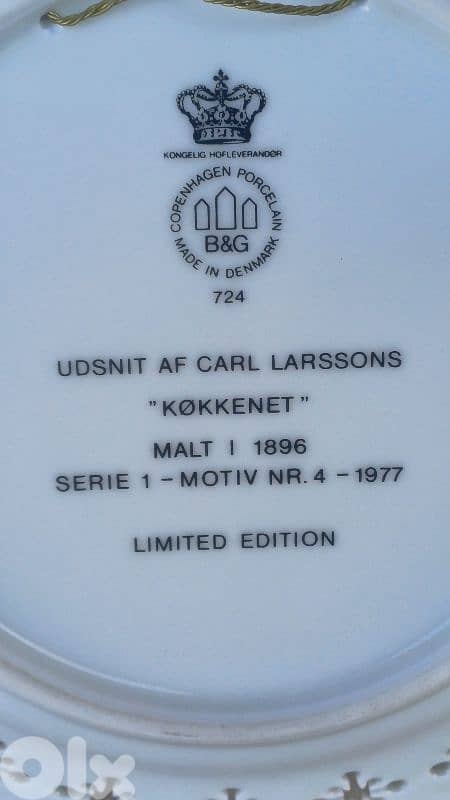 KONGELIG HOFLEVERANDØR
COPENHAGEN PORCELAIN
B&G
MADE IN DENMARK
724
UDSNIT AF CARL LARSSONS
"KØKKENET"
MALT I 1896
SERIE 1 - MOTIV NR. 4 - 1977
LIMITED EDITION
olx